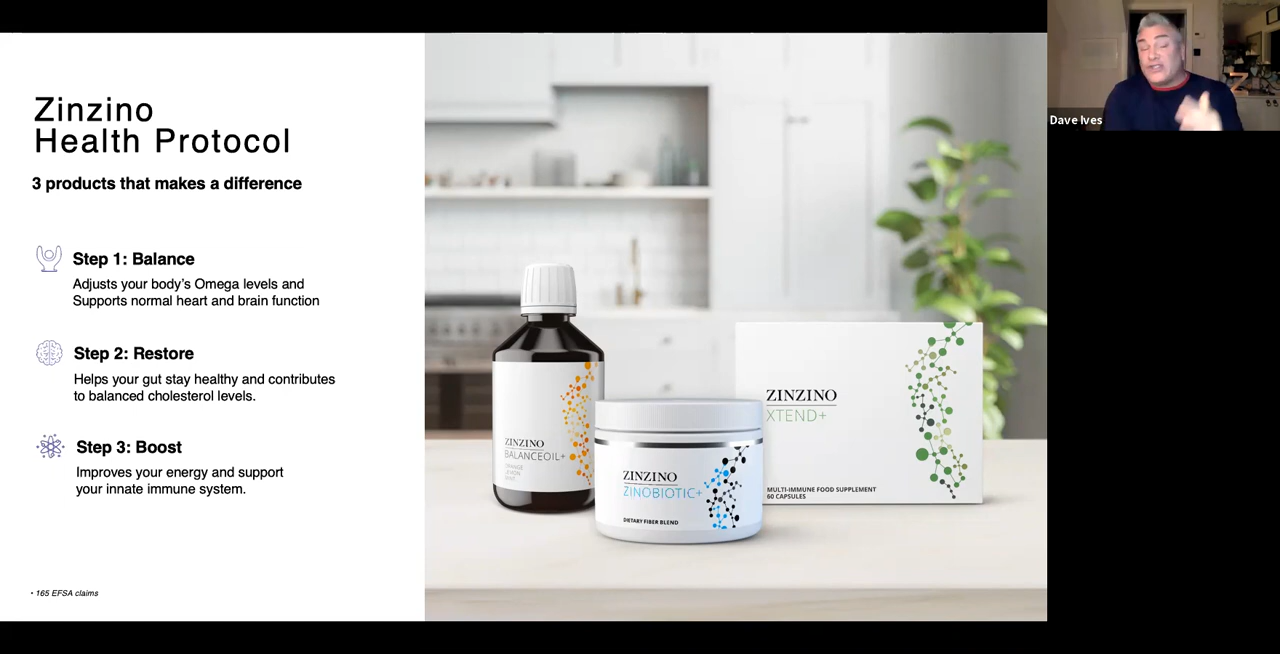 Zinzino
Health Protocol
3 products that makes a difference
Step 1: Balance
Adjusts your body's Omega levels and
Supports normal heart and brain function
Step 2: Restore
Helps your gut stay healthy and contributes
to balanced cholesterol levels.
Step 3: Boost
Improves your energy and support
your innate immune system.
• 165 EFSA claims
ZINZINO
BALANCEOIL+
ORANGE
LEMON
MINT
ZINZINO
ZINOBIOTIC+
DIETARY FIBER BLEND
ZINZINO
XTEND+
MULTI-IMMUNE FOOD SUPPLEMENT
60 CAPSULES
Dave Ives